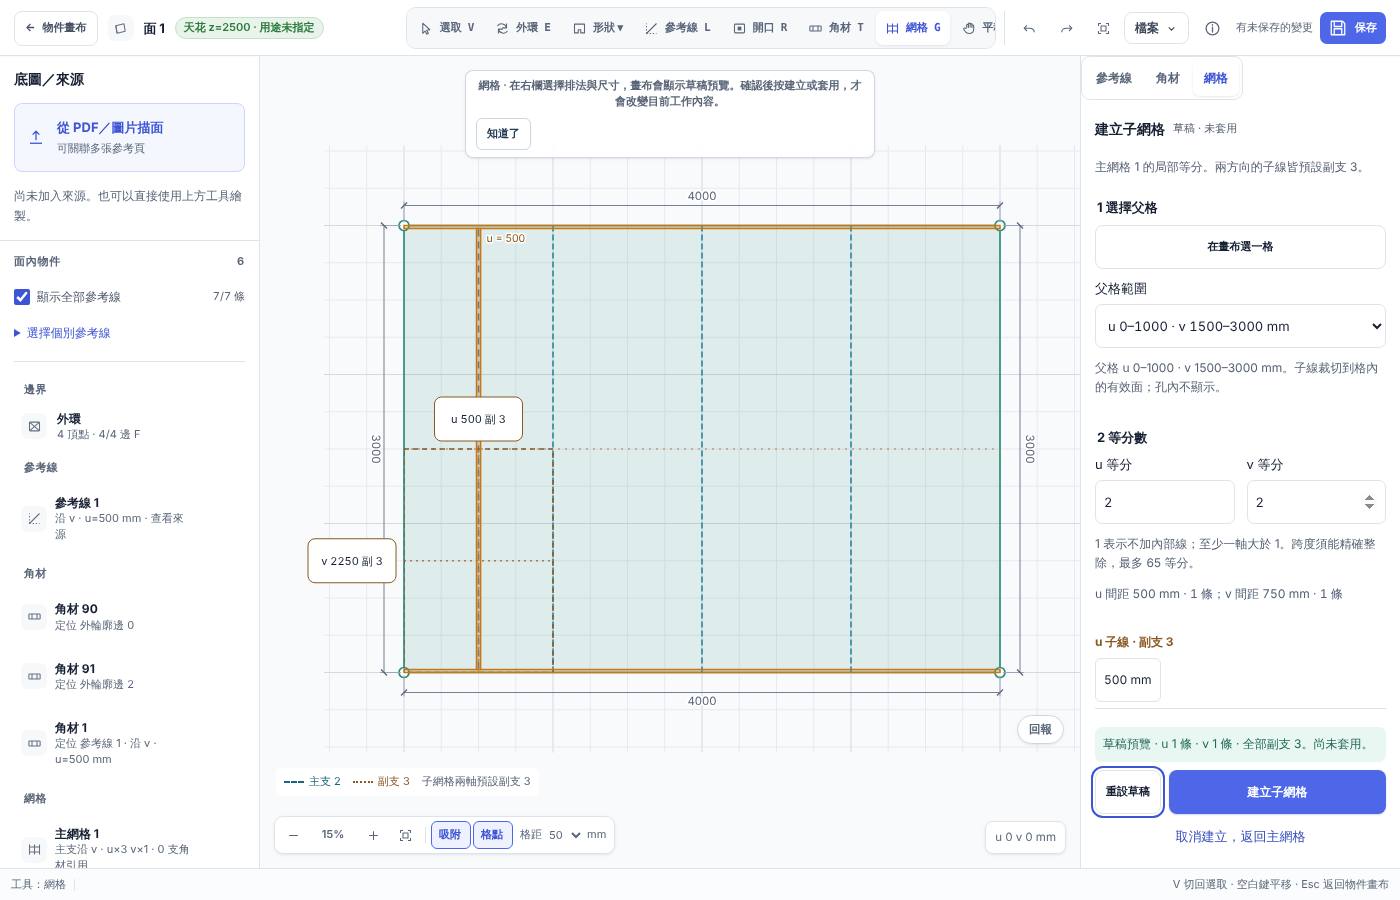 物件畫布
面 1
天花 z=2500 · 用途未指定
選取 V
外環 E
形狀▾
參考線 L
開口 R
角材 T
網格 G
檔案
有未保存的變更
保存
底圖／來源
從 PDF／圖片描面
可關聯多張參考頁
尚未加入來源。也可以直接使用上方工具繪
製。
面內物件
6
顯示全部參考線
7/7 條
選擇個別參考線
邊界
外環
4 頂點 · 4/4 邊 F
參考線
參考線 1
沿 v · u=500 mm · 查看來
源
角材
角材 90
定位 外輪廓邊 0
角材 91
定位 外輪廓邊 2
角材 1
定位 參考線 1 · 沿 v ·
u=500 mm
網格
主網格 1
主支沿 v · u×3 v×1 · 0 支角
材引用
網格 · 在右欄選擇排法與尺寸，畫布會顯示草稿預覽。確認後按建立或套用，才
會改變目前工作內容。
知道了
4000
u = 500
3000
3000
u 500 副 3
v 2250 副 3
4000
回報
主支 2
副支 3
子網格兩軸預設副支 3
15%
吸附
格點
格距
50
mm
u 0 v 0 mm
參考線
角材
網格
建立子網格
草稿 · 未套用
主網格 1 的局部等分。兩方向的子線皆預設副支 3。
1 選擇父格
在畫布選一格
父格範圍
u 0–1000 · v 1500–3000 mm
父格 u 0–1000 · v 1500–3000 mm。子線裁切到格內
的有效面；孔內不顯示。
2 等分數
u 等分
v 等分
2
2
1 表示不加內部線；至少一軸大於 1。跨度須能精確整
除，最多 65 等分。
u 間距 500 mm · 1 條；v 間距 750 mm · 1 條
u 子線 · 副支 3
500 mm
草稿預覽 · u 1 條 · v 1 條 · 全部副支 3。尚未套用。
重設草稿
建立子網格
取消建立，返回主網格
工具：網格
V 切回選取 · 空白鍵平移 · Esc 返回物件畫布